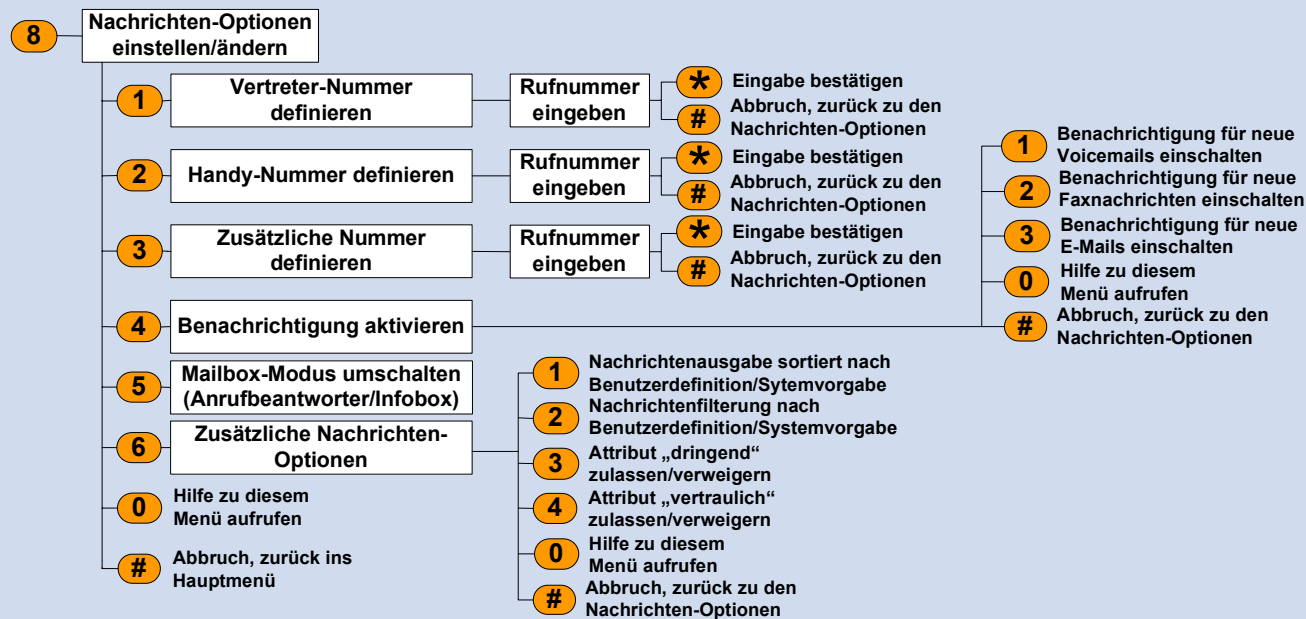 8
Nachrichten-Optionen
einstellen/ändern
1
Vertreter-Nummer
definieren
Rufnummer
eingeben
* Eingabe bestätigen
# Abbruch, zurück zu den
Nachrichten-Optionen
2
Handy-Nummer definieren
Rufnummer
eingeben
* Eingabe bestätigen
# Abbruch, zurück zu den
Nachrichten-Optionen
3
Zusätzliche Nummer
definieren
Rufnummer
eingeben
* Eingabe bestätigen
# Abbruch, zurück zu den
Nachrichten-Optionen
4
Benachrichtigung aktivieren
1 Benachrichtigung für neue
Voicemails einschalten
2 Benachrichtigung für neue
Faxnachrichten einschalten
3 Benachrichtigung für neue
E-Mails einschalten
0 Hilfe zu diesem
Menü aufrufen
# Abbruch, zurück zu den
Nachrichten-Optionen
5
Mailbox-Modus umschalten
(Anrufbeantworter/Infobox)
6
Zusätzliche Nachrichten-
Optionen
1 Nachrichtenausgabe sortiert nach
Benutzerdefinition/Sytemvorgabe
2 Nachrichtenfilterung nach
Benutzerdefinition/Systemvorgabe
3 Attribut „dringend“
zulassen/verweigern
4 Attribut „vertraulich“
zulassen/verweigern
0 Hilfe zu diesem
Menü aufrufen
# Abbruch, zurück zu den
Nachrichten-Optionen
0 Hilfe zu diesem
Menü aufrufen
# Abbruch, zurück ins
Hauptmenü